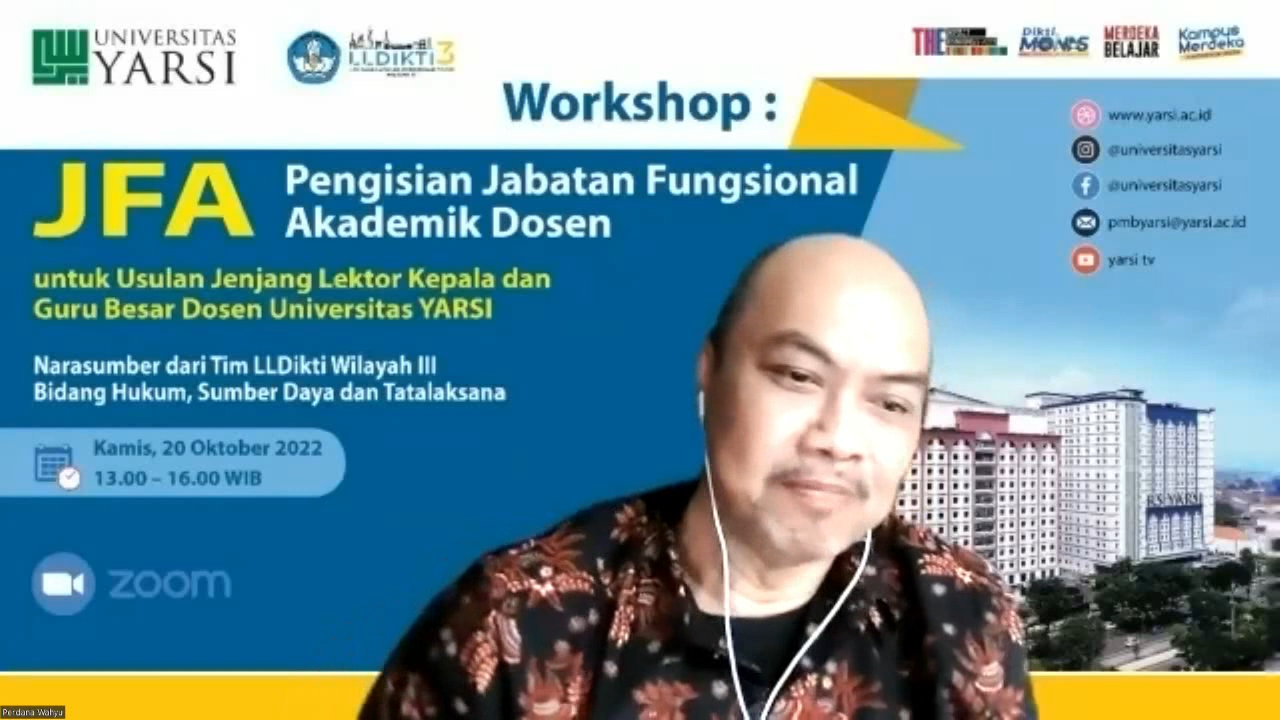 UNIVERSITAS
YARSI
LLDIKTI 3
THE
Dikti
MERDEKA
BELAJAR
Kampus
Merdeka
Workshop :
JFA
Pengisian Jabatan Fungsional
Akademik Dosen
untuk Usulan Jenjang Lektor Kepala dan
Guru Besar Dosen Universitas YARSI
Narasumber dari Tim LLDikti Wilayah III
Bidang Hukum, Sumber Daya dan Tatalaksana
Kamis, 20 Oktober 2022
13.00 – 16.00 WIB
zoom
www.yarsi.ac.id
@universitasyarsi
@universitasyarsi
pmbyarsi@yarsi.ac.id
yarsi tv
RS YARSI
Perdana Wahyu